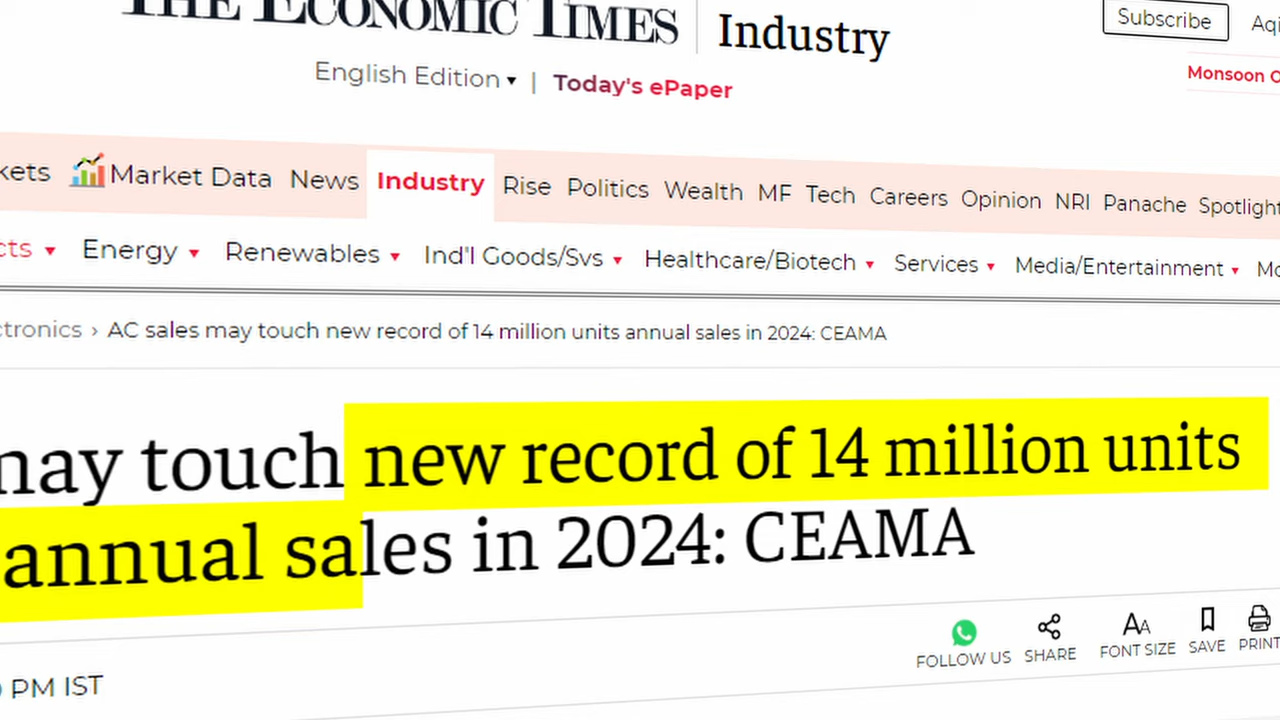 THE ECONOMIC TIMES Industry
Subscribe
English Edition ▾ | Today's ePaper
Monsoon
Market Data News Industry Rise Politics Wealth MF Tech Careers Opinion NRI Panache Spotlight
Energy Renewables Ind'l Goods/Svs Healthcare/Biotech Services Media/Entertainment
› AC sales may touch new record of 14 million units annual sales in 2024: CEAMA
may touch new record of 14 million units
annual sales in 2024: CEAMA
FOLLOW US SHARE FONT SIZE SAVE PRINT
PM IST